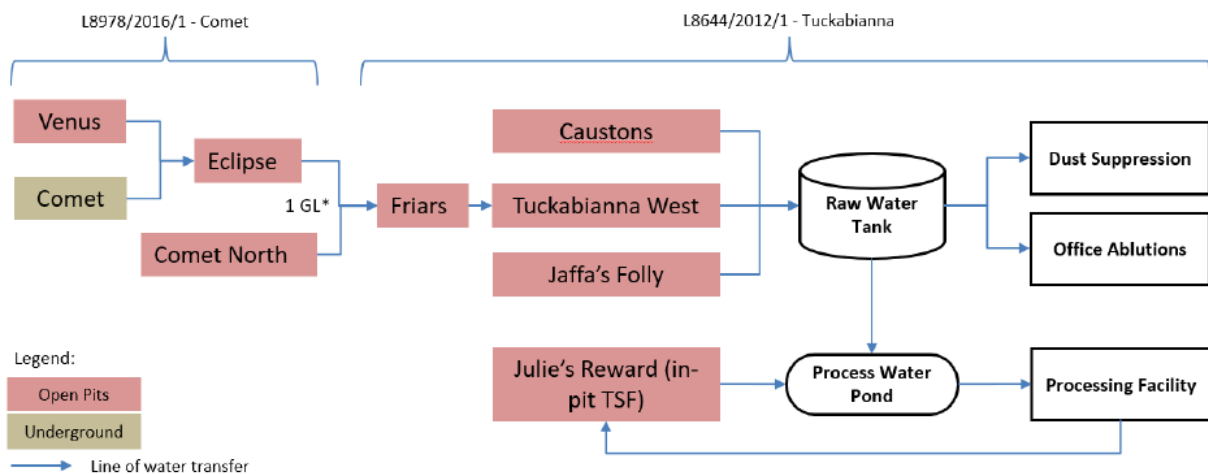 L8978/2016/1 - Comet
L8644/2012/1 - Tuckabianna
Venus
Comet
Eclipse
1 GL*
Comet North
Friars
Caustons
Tuckabianna West
Jaffa's Folly
Raw Water
Tank
Dust Suppression
Office Ablutions
Julie's Reward (in-
pit TSF)
Process Water
Pond
Processing Facility
Legend:
Open Pits
Underground
Line of water transfer